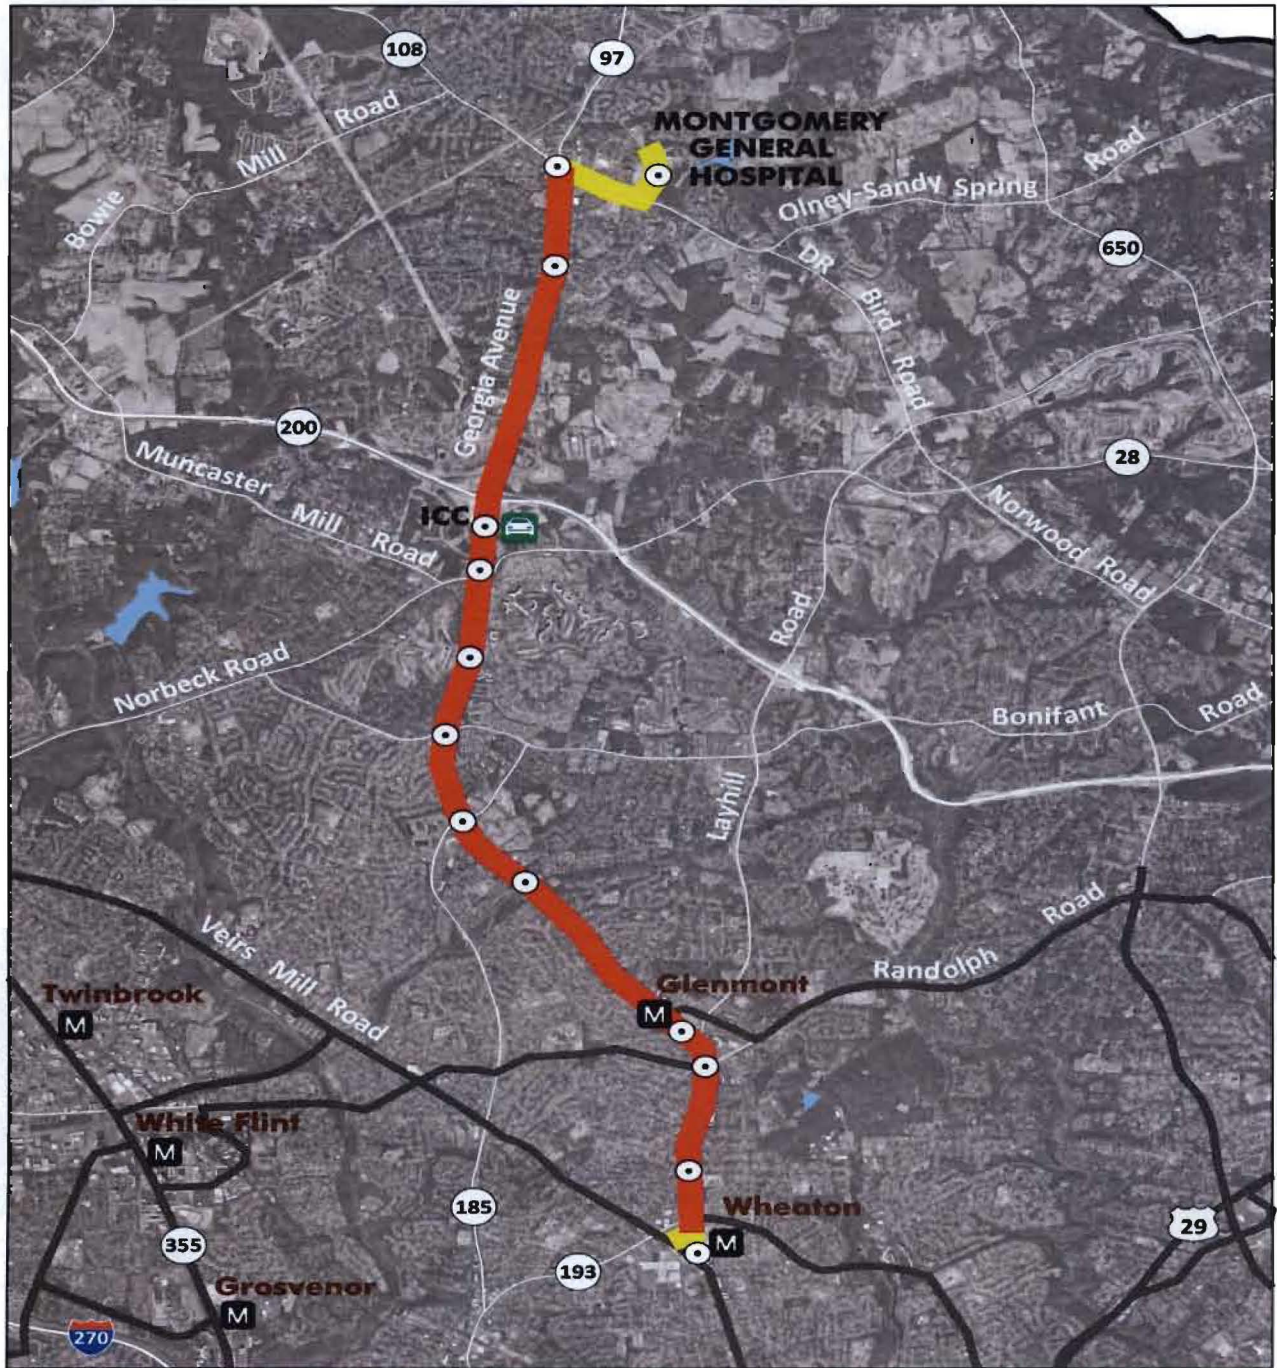 108
97
MONTGOMERY
GENERAL
HOSPITAL
Bowie
Mill
Road
Olney-Sandy Spring
Road
650
DR
Bird
Road
Georgia Avenue
200
28
Muncaster
Mill
Road
ICC
Norwood Road
Road
Norbeck Road
Bonifant
Road
Layhill
Veirs
Mill
Road
Randolph
Road
Glenmont
M
Twinbrook
M
White Flint
M
Wheaton
M
185
29
355
193
Grosvenor
M
270